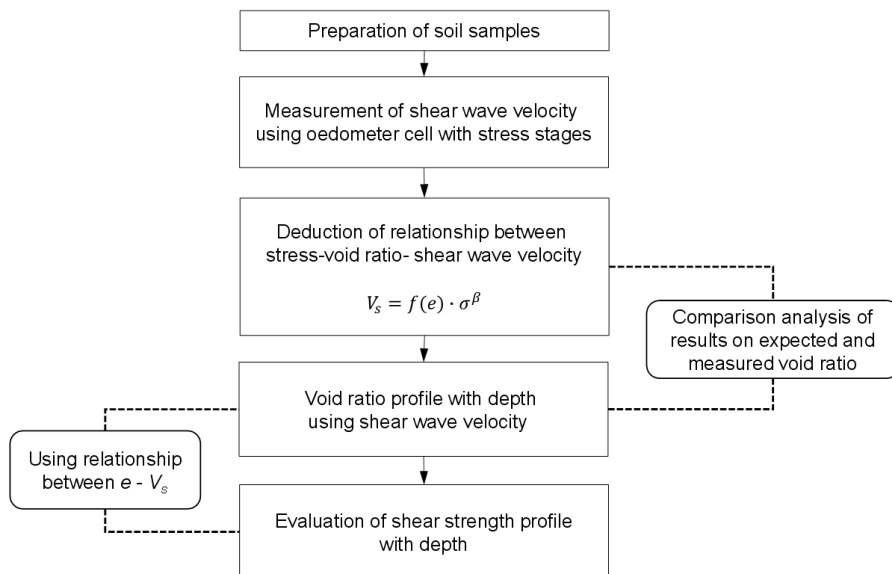 Preparation of soil samples
Measurement of shear wave velocity
using oedometer cell with stress stages
Deduction of relationship between
stress-void ratio- shear wave velocity
V_s = f(e) · σ^β
Comparison analysis of
results on expected and
measured void ratio
Void ratio profile with depth
using shear wave velocity
Using relationship
between e - V_s
Evaluation of shear strength profile
with depth